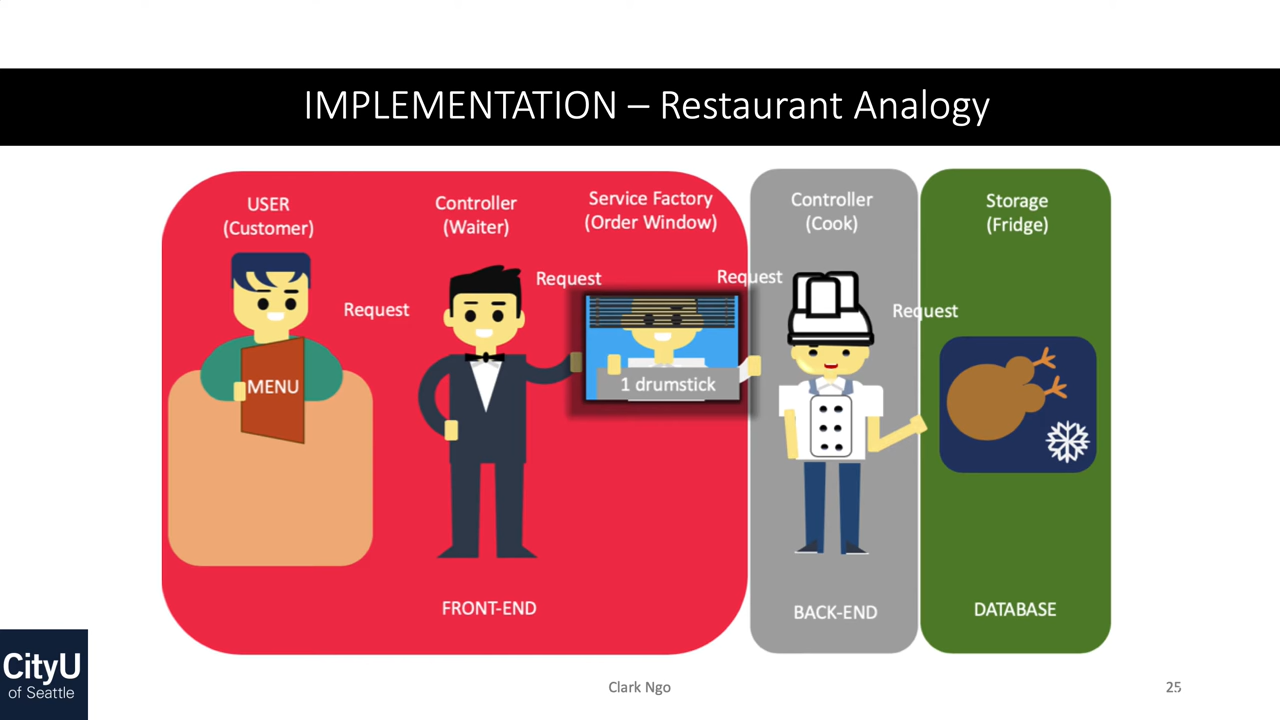 IMPLEMENTATION – Restaurant Analogy
USER
(Customer)
Controller
(Waiter)
Service Factory
(Order Window)
Controller
(Cook)
Storage
(Fridge)
Request
Request
Request
Request
MENU
1 drumstick
FRONT-END
BACK-END
DATABASE
CityU
of Seattle
Clark Ngo
25